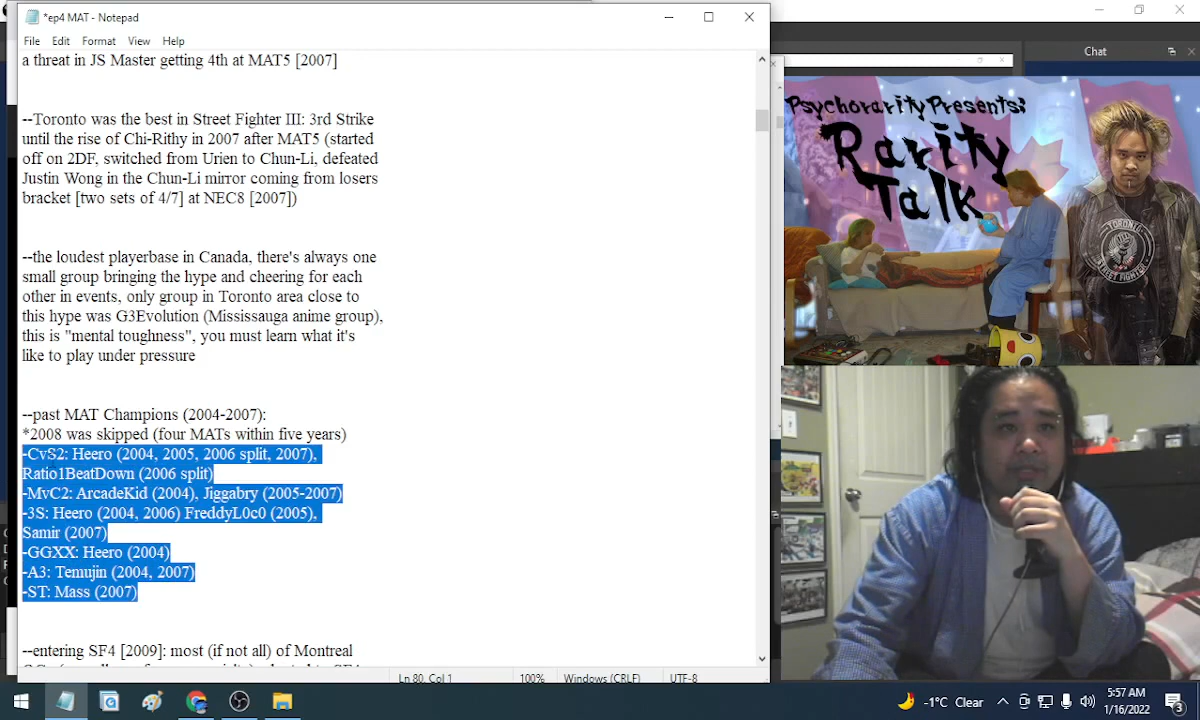 *ep4 MAT - Notepad
File Edit Format View Help
a threat in JS Master getting 4th at MAT5 [2007]
--Toronto was the best in Street Fighter III: 3rd Strike
until the rise of Chi-Rithy in 2007 after MAT5 (started
off on 2DF, switched from Urien to Chun-Li, defeated
Justin Wong in the Chun-Li mirror coming from losers
bracket [two sets of 4/7] at NEC8 [2007])
--the loudest playerbase in Canada, there's always one
small group bringing the hype and cheering for each
other in events, only group in Toronto area close to
this hype was G3Evolution (Mississauga anime group),
this is "mental toughness", you must learn what it's
like to play under pressure
--past MAT Champions (2004-2007):
*2008 was skipped (four MATs within five years)
-CvS2: Heero (2004, 2005, 2006 split, 2007),
Ratio1BeatDown (2006 split)
-MvC2: ArcadeKid (2004), Jiggabry (2005-2007)
-3S: Heero (2004, 2006) FreddyL0c0 (2005),
Samir (2007)
-GGXX: Heero (2004)
-A3: Temujin (2004, 2007)
-ST: Mass (2007)
--entering SF4 [2009]: most (if not all) of Montreal
Ln 80, Col 1 100% Windows (CRLF) UTF-8
Chat
PsychorarityPresents:
Rarity
Talk
TORONTO
STREET FIGHTER
-1°C Clear
5:57 AM
1/16/2022
3